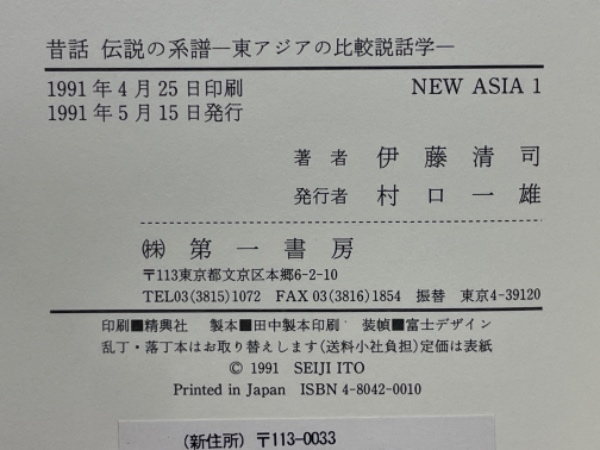 昔話 伝説の系譜―東アジアの比較説話学―
1991年4月25日印刷 NEW ASIA 1
1991年5月15日発行
著者 伊藤清司
発行者 村口一雄
㈱ 第一書房
〒113東京都文京区本郷6-2-10
TEL03(3815)1072 FAX 03(3816)1854 振替 東京4-39120
印刷■精興社 製本■田中製本印刷 装幀■富士デザイン
乱丁・落丁本はお取り替えします(送料小社負担)定価は表紙
© 1991 SEIJI ITO
Printed in Japan ISBN 4-8042-0010
(新住所)〒113-0033